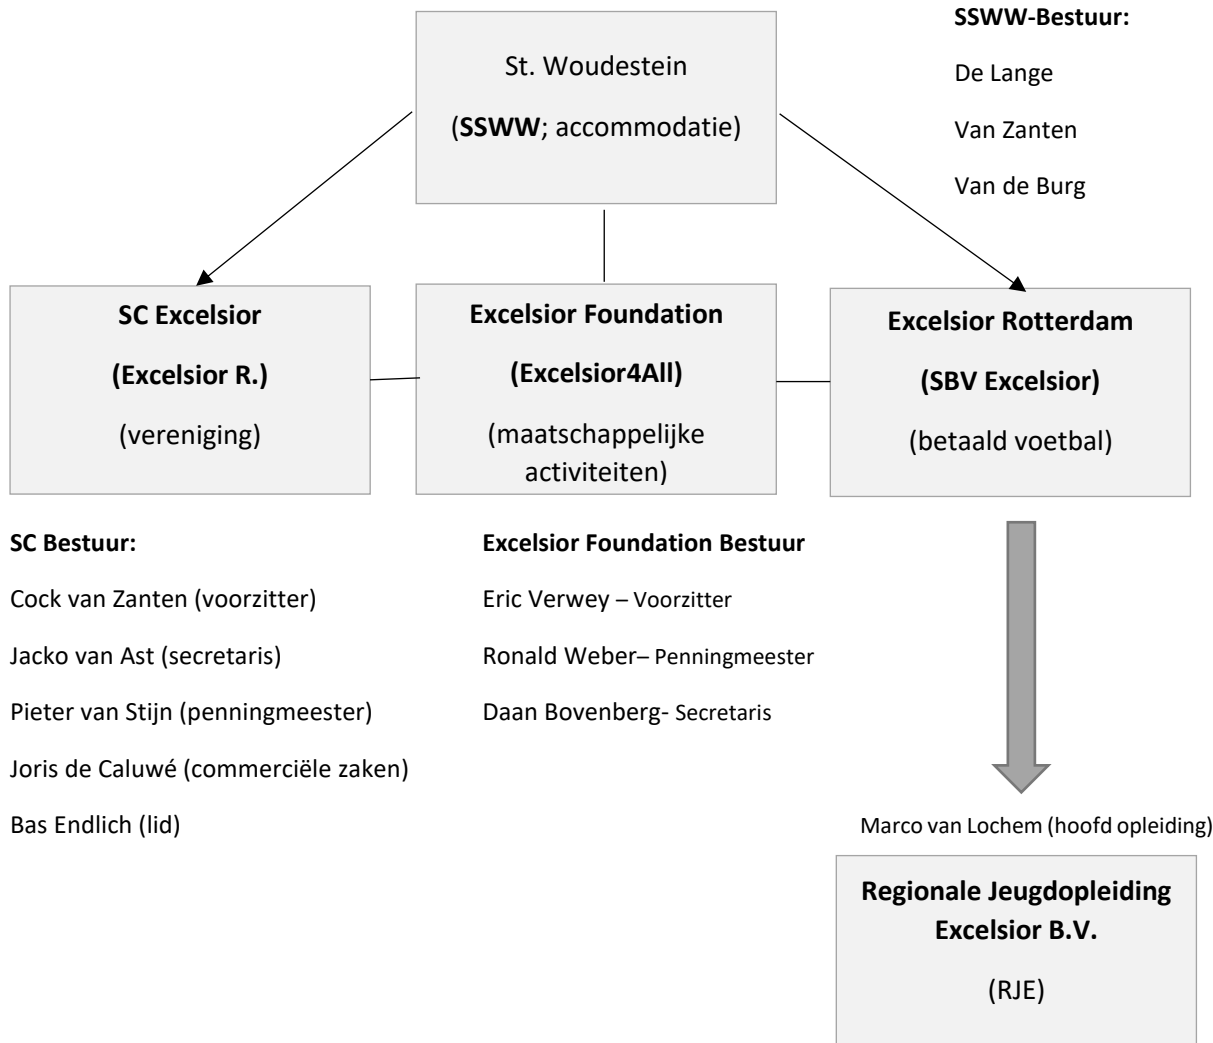 SSWW-Bestuur:
De Lange
Van Zanten
Van de Burg
St. Woudestein
(SSWW; accommodatie)
SC Excelsior
(Excelsior R.)
(vereniging)
Excelsior Foundation
(Excelsior4All)
(maatschappelijke
activiteiten)
Excelsior Rotterdam
(SBV Excelsior)
(betaald voetbal)
SC Bestuur:
Cock van Zanten (voorzitter)
Jacko van Ast (secretaris)
Pieter van Stijn (penningmeester)
Joris de Caluwé (commerciële zaken)
Bas Endlich (lid)
Excelsior Foundation Bestuur
Eric Verwey – Voorzitter
Ronald Weber– Penningmeester
Daan Bovenberg- Secretaris
Marco van Lochem (hoofd opleiding)
Regionale Jeugdopleiding
Excelsior B.V.
(RJE)